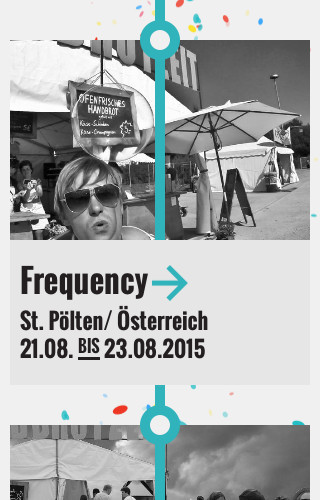 OFENFRISCHES
HANDBROT
Frequency
St. Pölten/ Österreich
21.08. BIS 23.08.2015